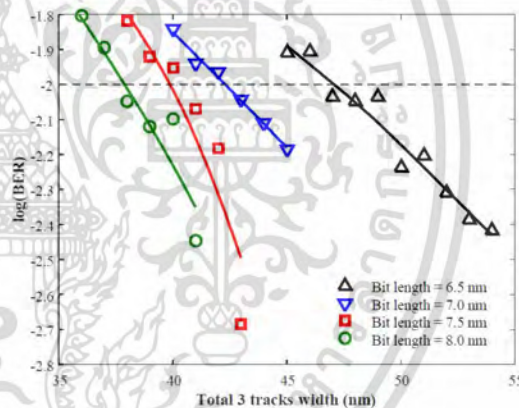 -1.8
-1.9
-2
-2.1
-2.2
-2.3
-2.4
-2.5
-2.6
-2.7
-2.8
log(BER)
Bit length = 6.5 nm
Bit length = 7.0 nm
Bit length = 7.5 nm
Bit length = 8.0 nm
35 40 45 50 55
Total 3 tracks width (nm)